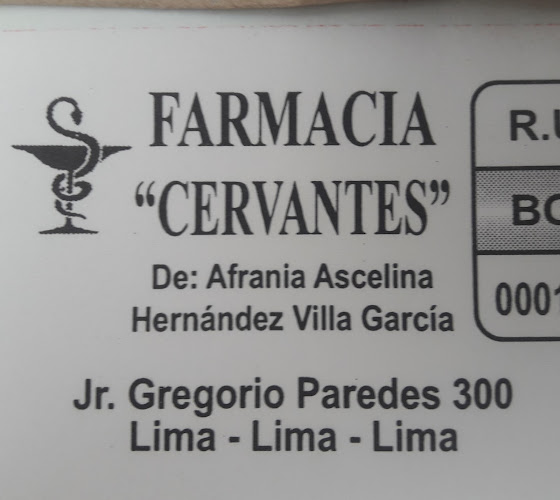 FARMACIA
“CERVANTES”
De: Afrania Ascelina
Hernández Villa García
Jr. Gregorio Paredes 300
Lima - Lima - Lima